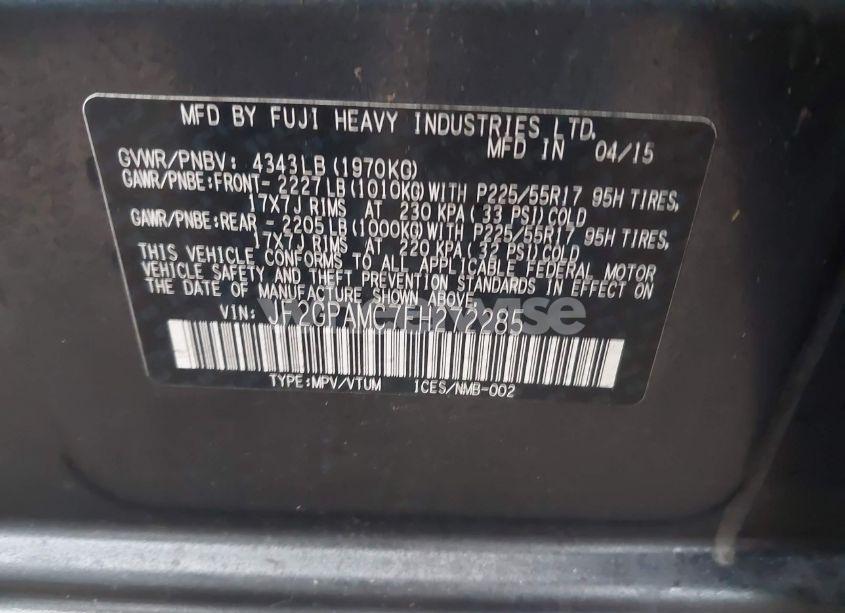 MFD BY FUJI HEAVY INDUSTRIES LTD.
MFD IN 04/15
GVWR/PNBV: 4343LB(1970KG)
GAWR/PNBE:FRONT- 2227LB(1010KG)WITH P225/55R17 95H TIRES,
17X7J RIMS AT 230 KPA(33 PSI)COLD
GAWR/PNBE:REAR - 2205LB(1000KG)WITH P225/55R17 95H TIRES,
17X7J RIMS AT 220 KPA(32 PSI)COLD
THIS VEHICLE CONFORMS TO ALL APPLICABLE FEDERAL MOTOR
VEHICLE SAFETY AND THEFT PREVENTION STANDARDS IN EFFECT ON
THE DATE OF MANUFACTURE SHOWN ABOVE.
VIN: JF2GPAMC7FH272285
TYPE:MPV/VTUM ICES/NMB-002